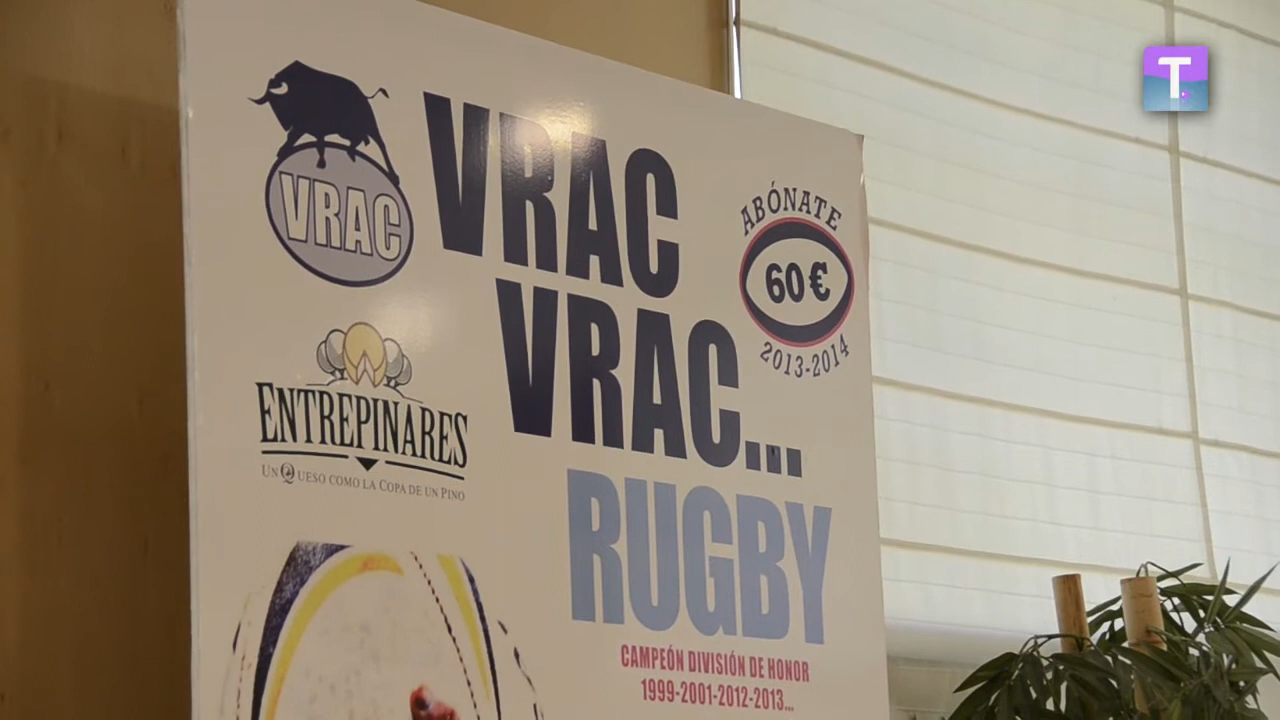 T.
VRAC
VRAC
VRAC...
RUGBY
ABÓNATE
60€
2013-2014
VRAC
ENTREPINARES
UN QUESO COMO LA COPA DE UN PINO
CAMPEÓN DIVISIÓN DE HONOR
1999-2001-2012-2013...